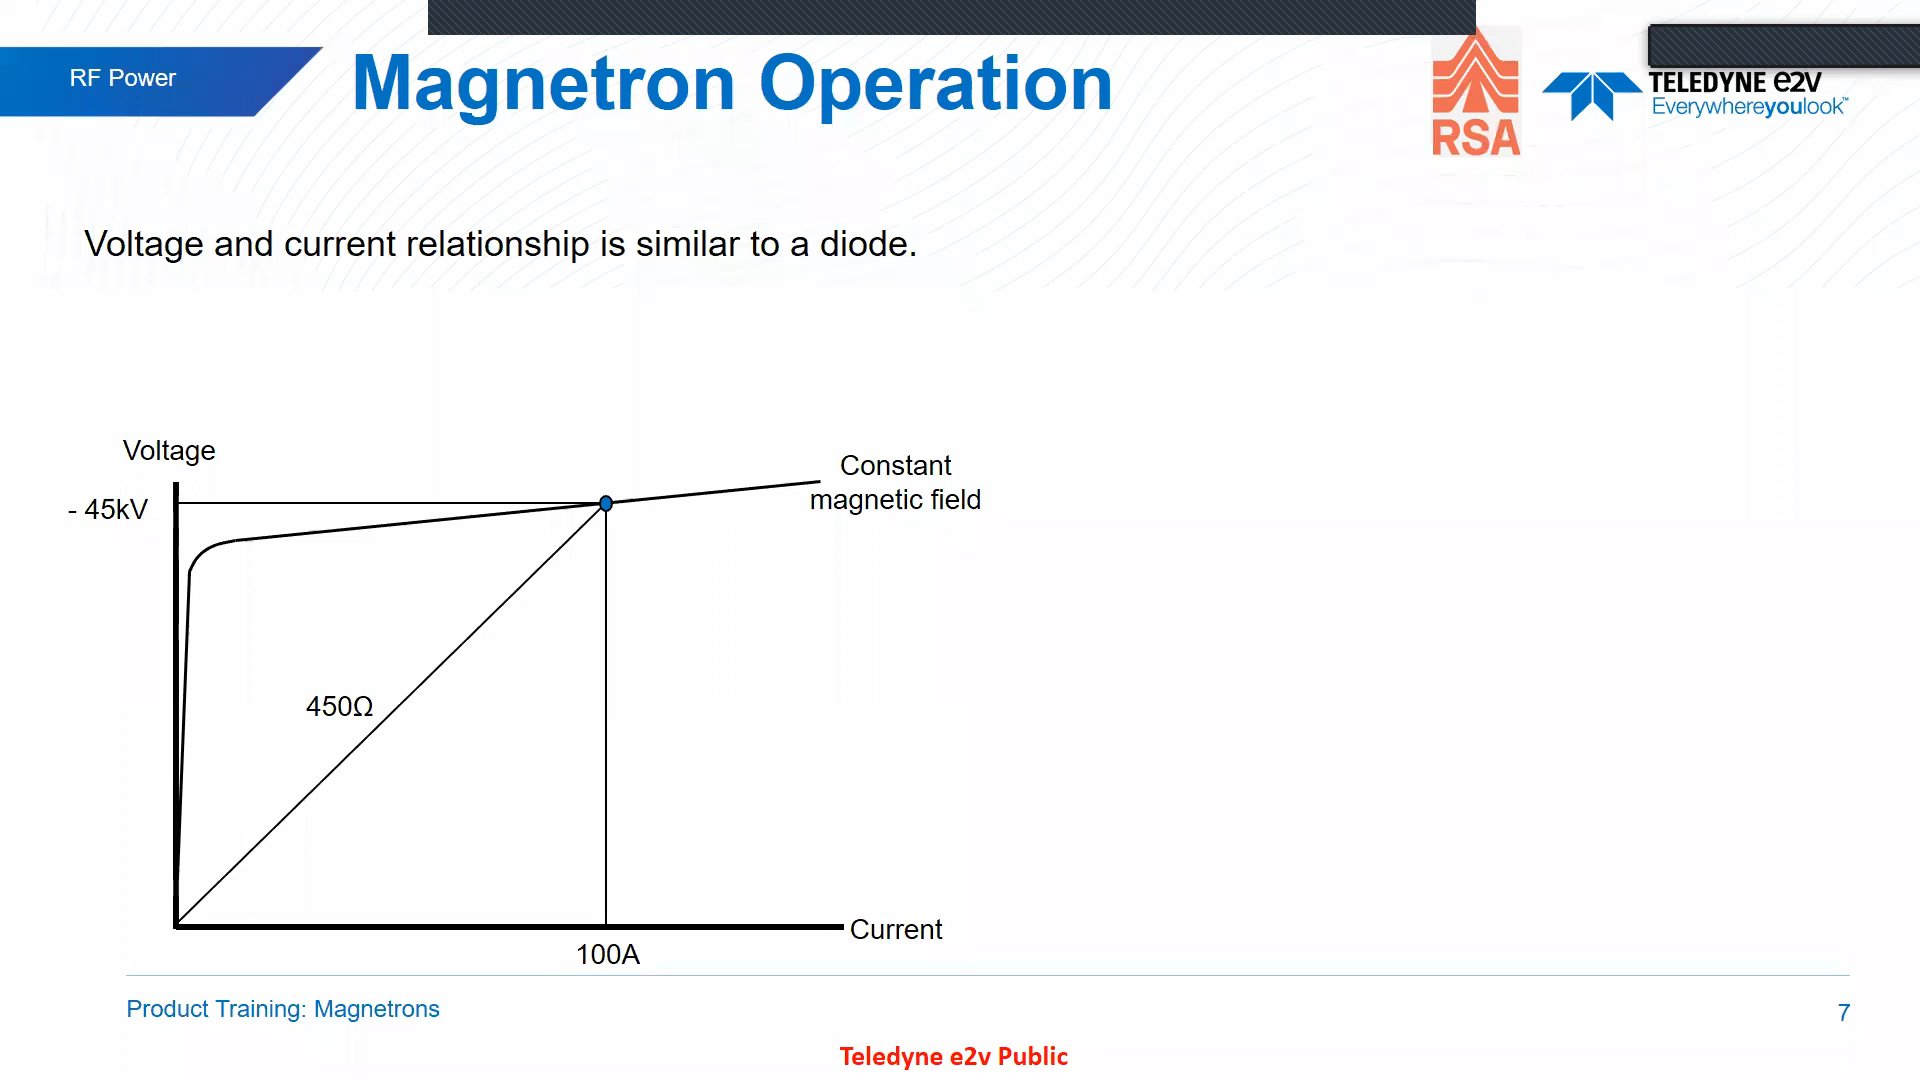 RF Power
Magnetron Operation
RSA
TELEDYNE e2v
Everywhereyoulook™
Voltage and current relationship is similar to a diode.
Voltage
Constant
magnetic field
- 45kV
450Ω
Current
100A
Product Training: Magnetrons
7
Teledyne e2v Public